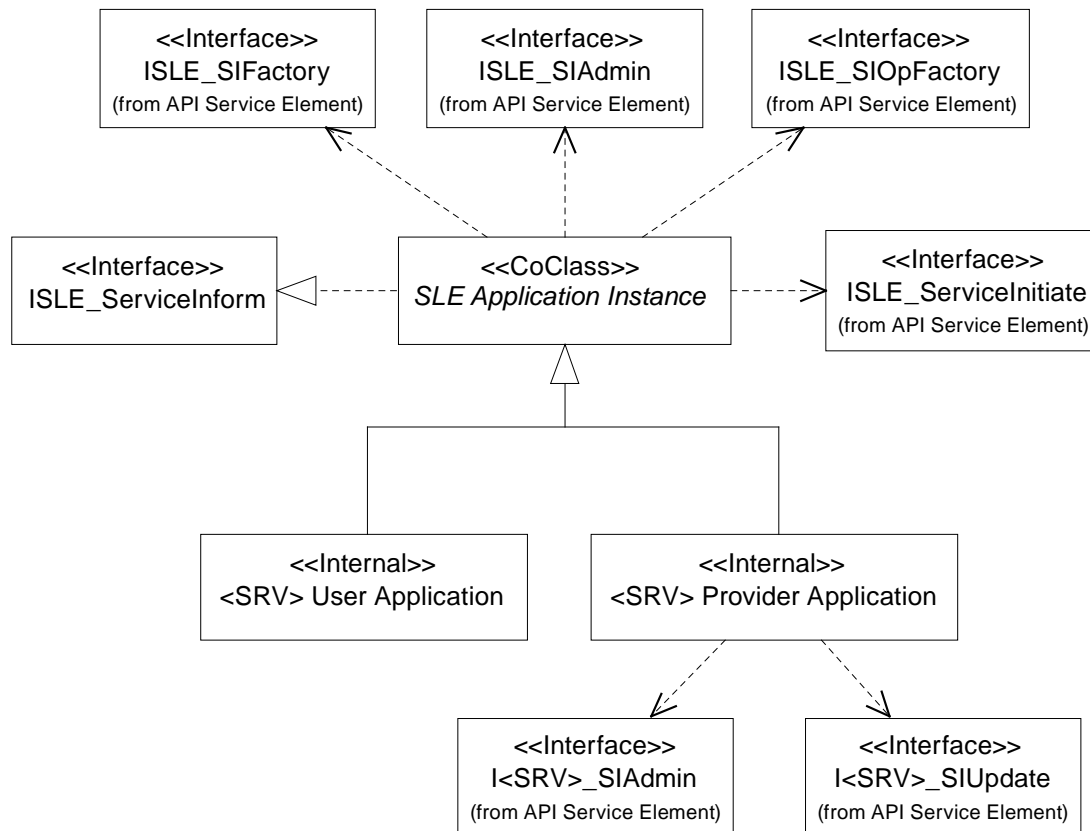 <<Interface>>
ISLE_SIFactory
(from API Service Element)
<<Interface>>
ISLE_SIAdmin
(from API Service Element)
<<Interface>>
ISLE_SIOpFactory
(from API Service Element)
<<Interface>>
ISLE_ServiceInform
<<CoClass>>
SLE Application Instance
<<Interface>>
ISLE_ServiceInitiate
(from API Service Element)
<<Internal>>
<SRV> User Application
<<Internal>>
<SRV> Provider Application
<<Interface>>
I<SRV>_SIAdmin
(from API Service Element)
<<Interface>>
I<SRV>_SIUpdate
(from API Service Element)